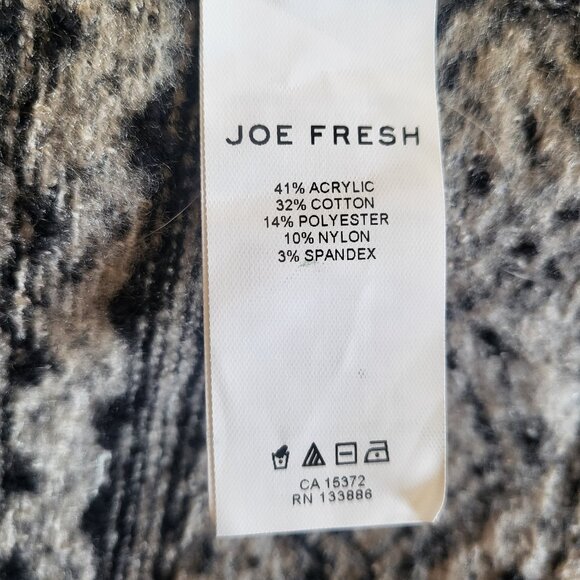 JOE FRESH
41% ACRYLIC
32% COTTON
14% POLYESTER
10% NYLON
3% SPANDEX
CA 15372
RN 133886